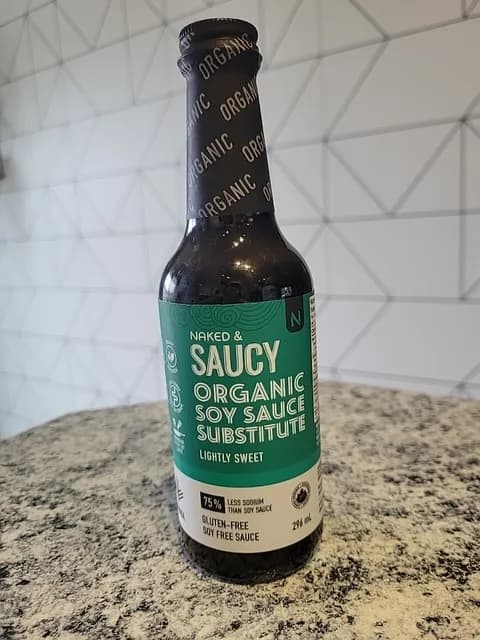 ORGANIC
ORGANIC
ORGANIC
ORGANIC
N
NAKED &
SAUCY
ORGANIC
SOY SAUCE
SUBSTITUTE
LIGHTLY SWEET
75% LESS SODIUM
THAN SOY SAUCE
GLUTEN-FREE
SOY FREE SAUCE
296 mL